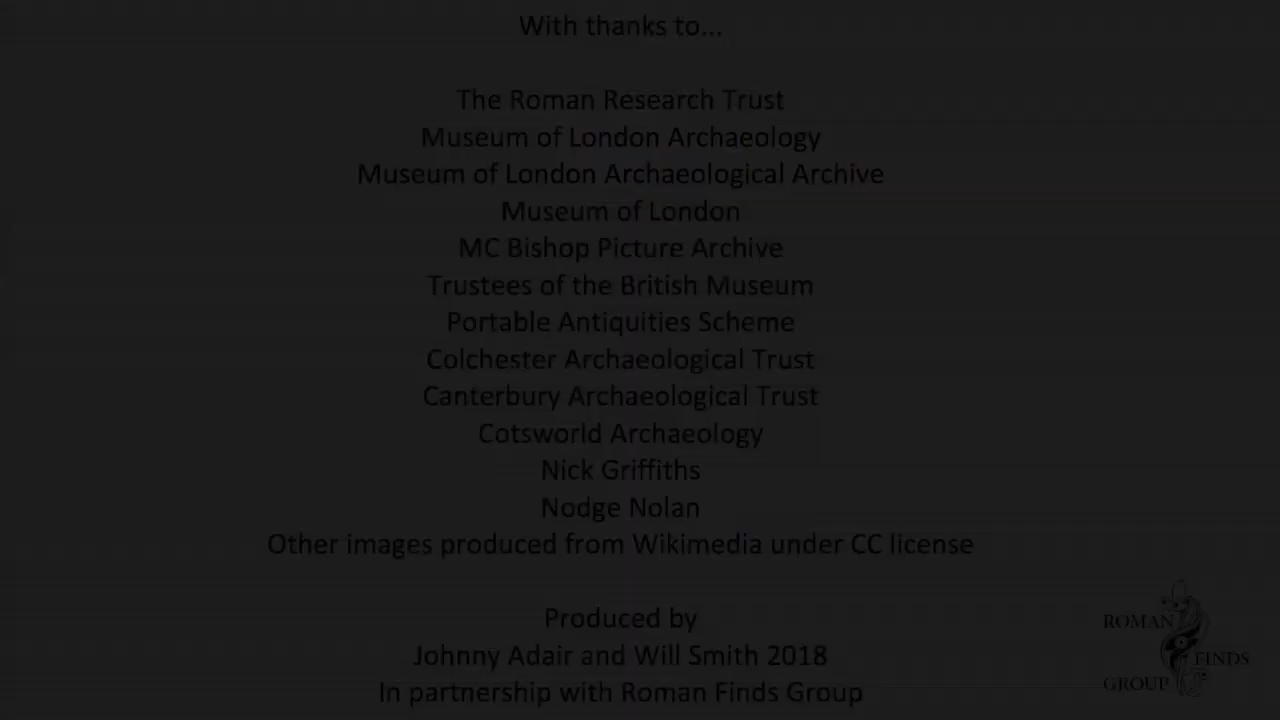 With thanks to...
The Roman Research Trust
Museum of London Archaeology
Museum of London Archaeological Archive
Museum of London
MC Bishop Picture Archive
Trustees of the British Museum
Portable Antiquities Scheme
Colchester Archaeological Trust
Canterbury Archaeological Trust
Cotsworld Archaeology
Nick Griffiths
Nodge Nolan
Other images produced from Wikimedia under CC license
Produced by
Johnny Adair and Will Smith 2018
In partnership with Roman Finds Group
ROMAN
FINDS
GROUP